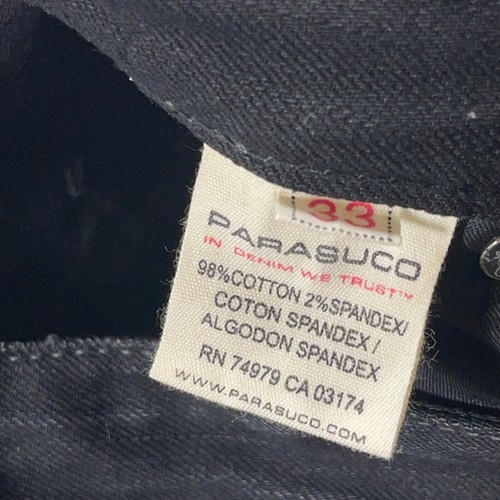 33
PARASUCO
IN DENIM WE TRUST™
98%COTTON 2%SPANDEX/
COTON SPANDEX /
ALGODON SPANDEX
RN 74979 CA 03174
WWW.PARASUCO.COM